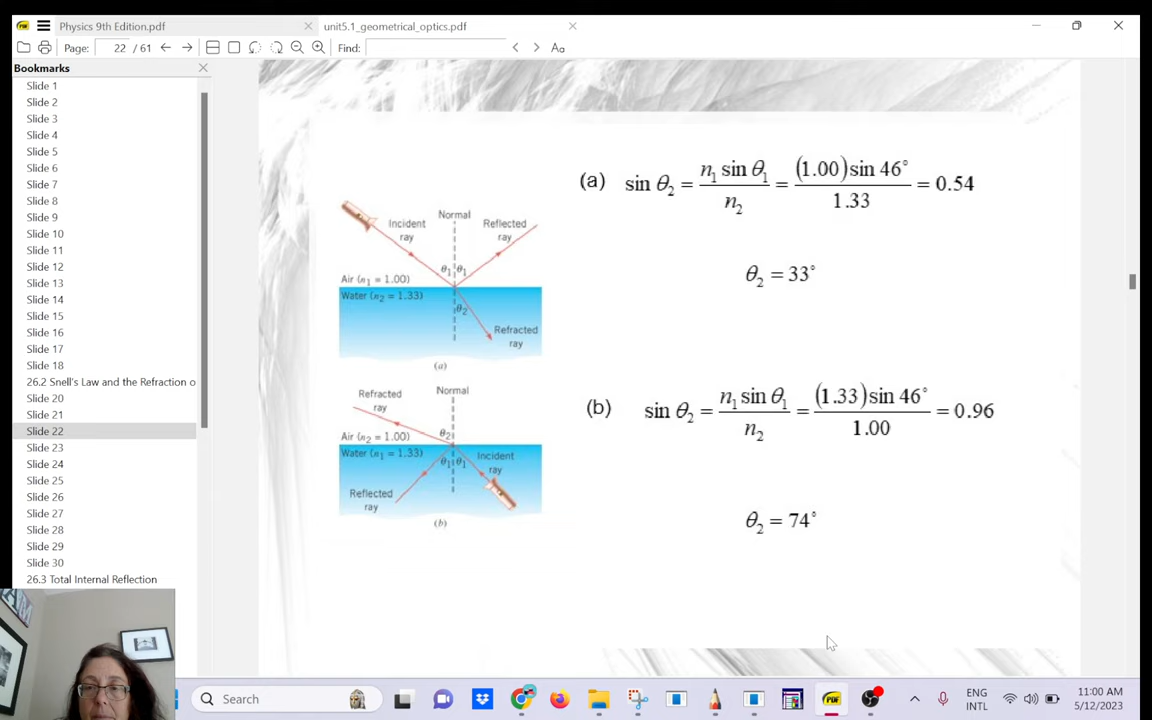 Physics 9th Edition.pdf
unit5.1_geometrical_optics.pdf
Page: 22 / 61
Find:
Aa
Bookmarks
Slide 1
Slide 2
Slide 3
Slide 4
Slide 5
Slide 6
Slide 7
Slide 8
Slide 9
Slide 10
Slide 11
Slide 12
Slide 13
Slide 14
Slide 15
Slide 16
Slide 17
Slide 18
26.2 Snell's Law and the Refraction o
Slide 20
Slide 21
Slide 22
Slide 23
Slide 24
Slide 25
Slide 26
Slide 27
Slide 28
Slide 29
Slide 30
26.3 Total Internal Reflection
Incident ray
Normal
Reflected ray
θ₁ θ₁
Air (n₁ = 1.00)
Water (n₂ = 1.33)
θ₂
Refracted ray
(a)
(a) sin θ₂ = n₁ sin θ₁ / n₂ = (1.00) sin 46° / 1.33 = 0.54
θ₂ = 33°
Refracted ray
Normal
θ₂
Air (n₂ = 1.00)
Water (n₁ = 1.33)
θ₁ θ₁
Incident ray
Reflected ray
(b)
(b) sin θ₂ = n₁ sin θ₁ / n₂ = (1.33) sin 46° / 1.00 = 0.96
θ₂ = 74°
Search
ENG
INTL
11:00 AM
5/12/2023